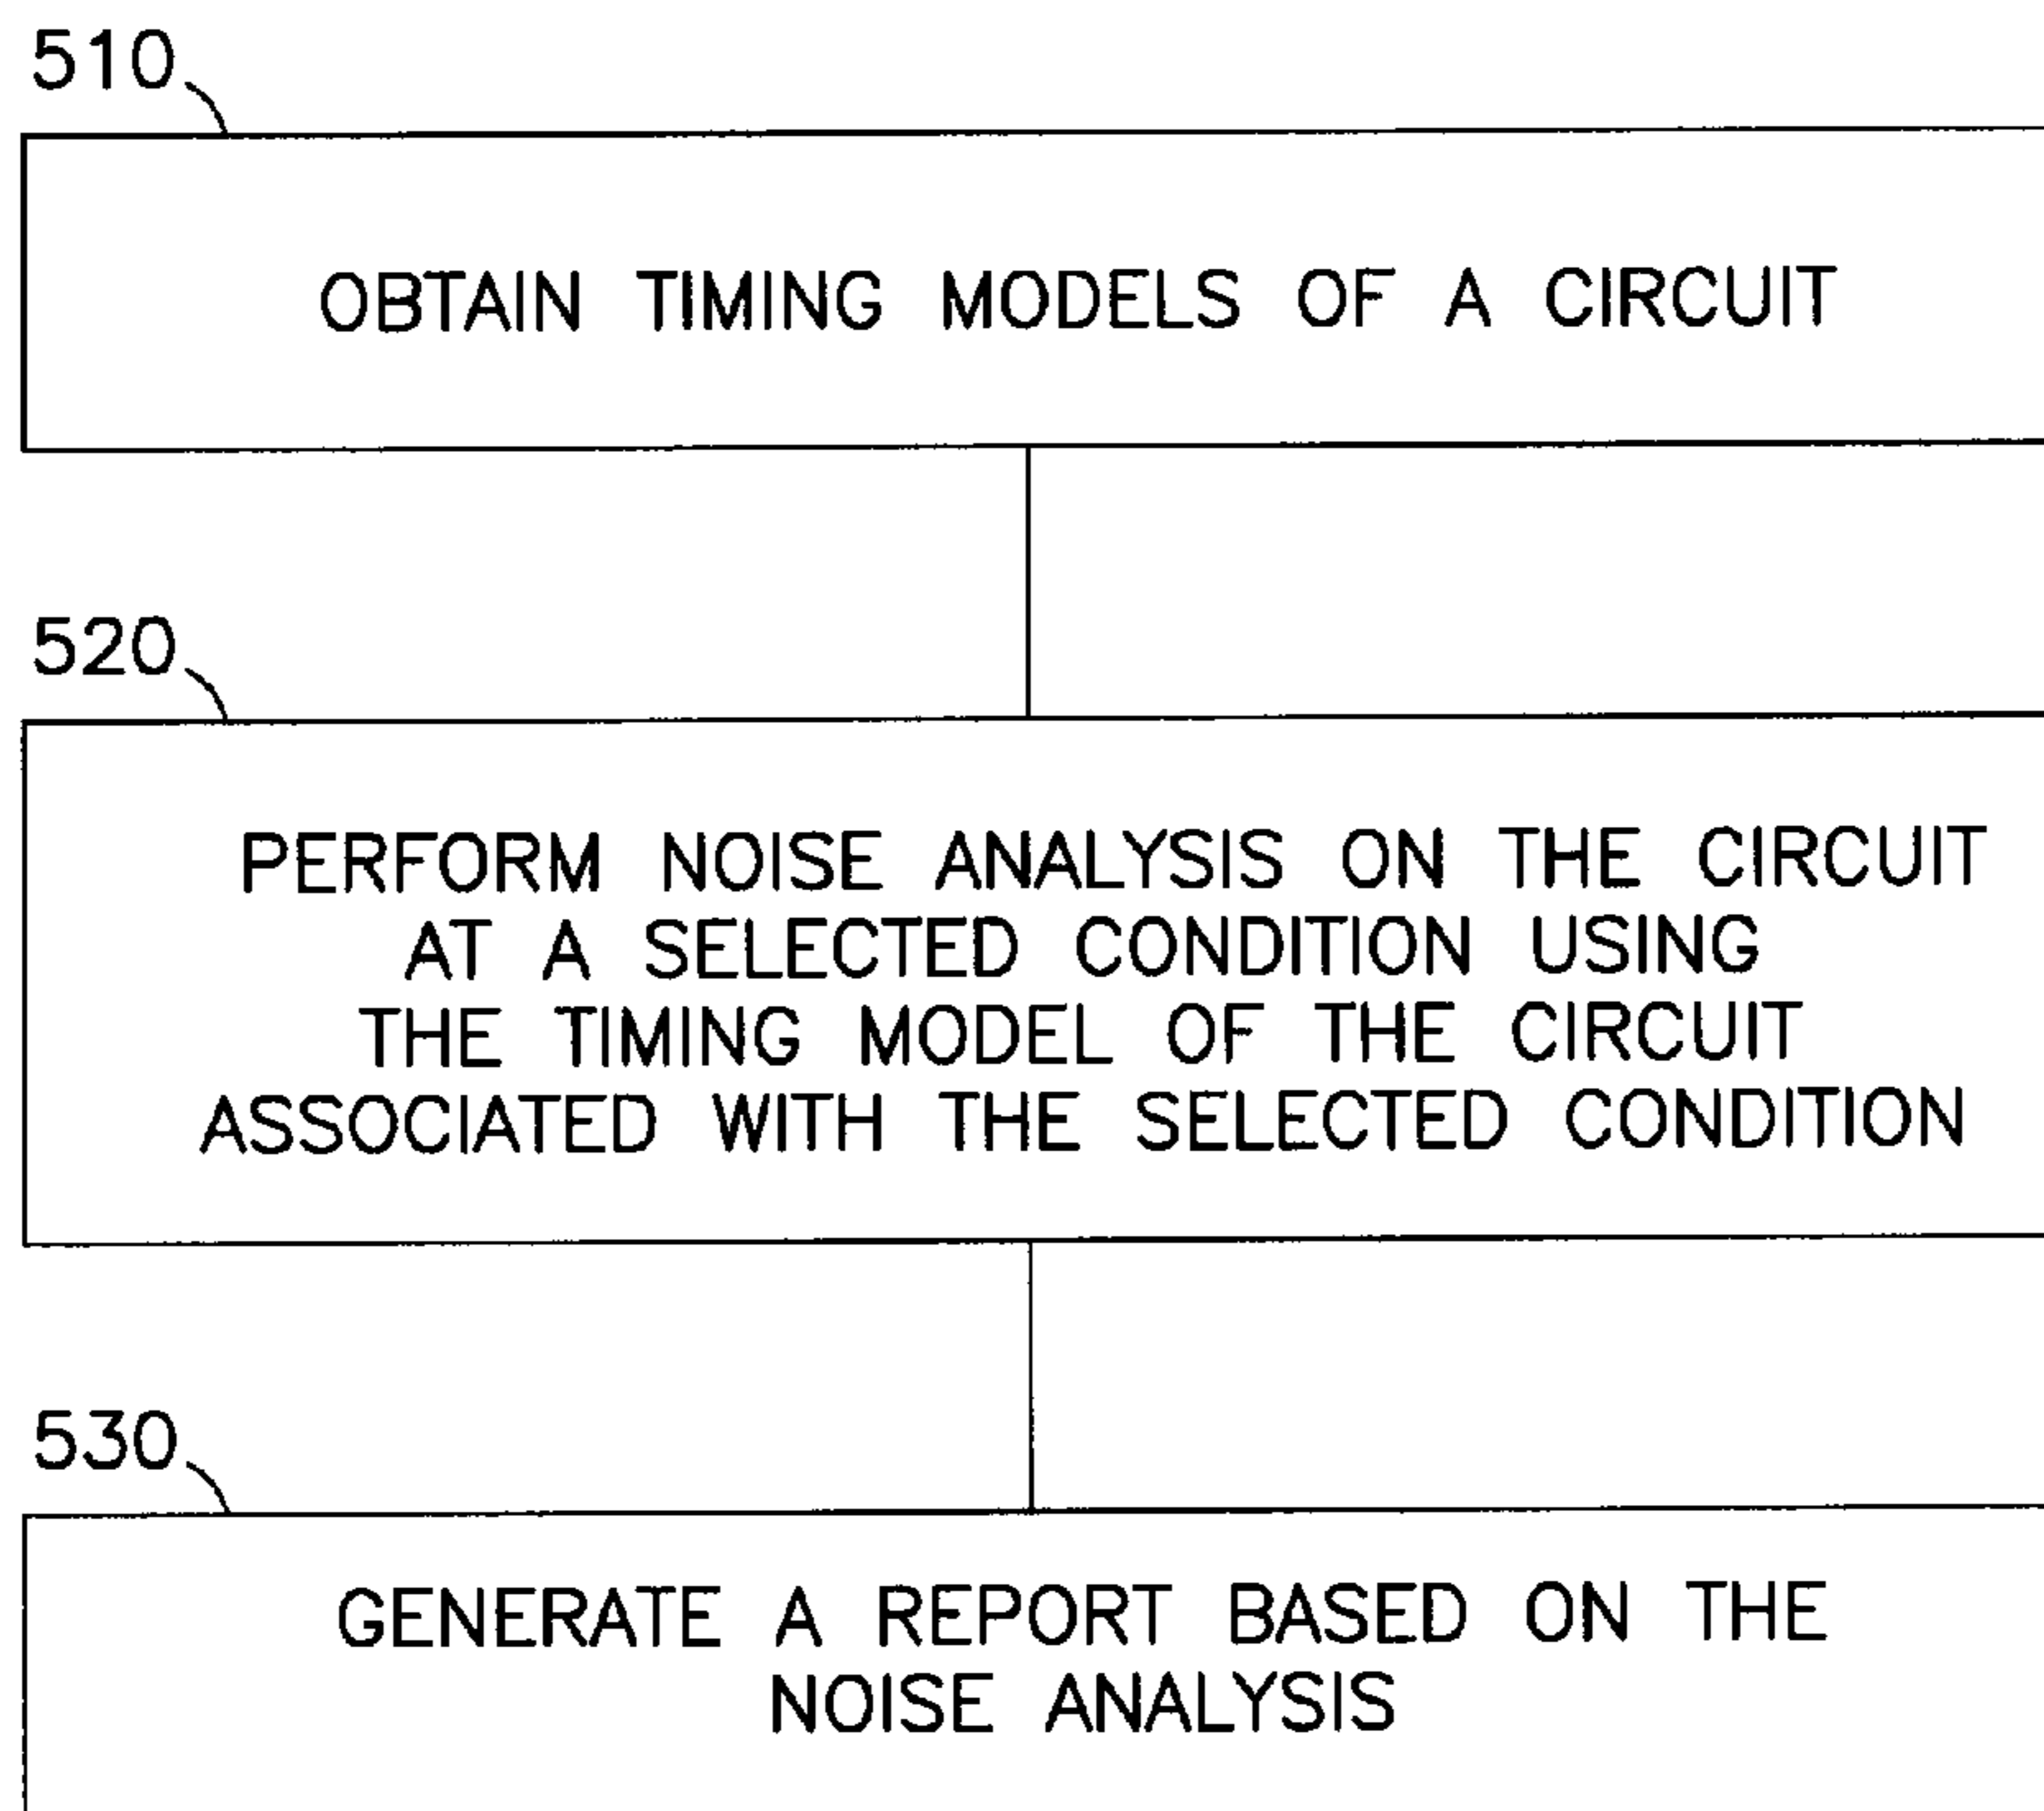 510
OBTAIN TIMING MODELS OF A CIRCUIT
520
PERFORM NOISE ANALYSIS ON THE CIRCUIT
AT A SELECTED CONDITION USING
THE TIMING MODEL OF THE CIRCUIT
ASSOCIATED WITH THE SELECTED CONDITION
530
GENERATE A REPORT BASED ON THE
NOISE ANALYSIS